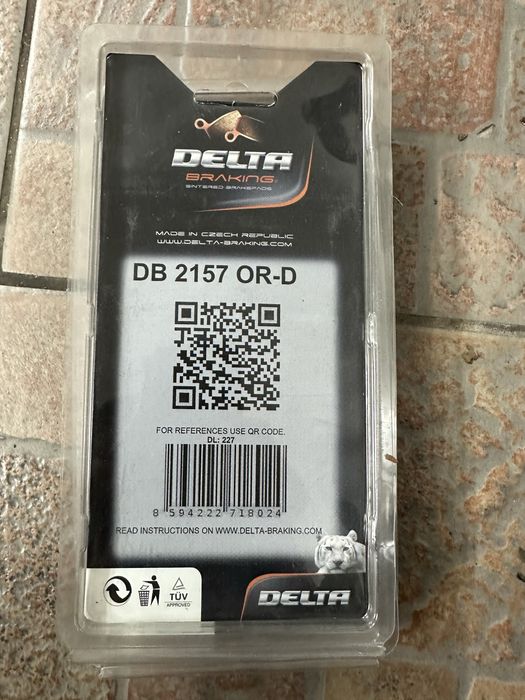 DELTA
BRAKING
SINTERED BRAKEPADS
MADE IN CZECH REPUBLIC
WWW.DELTA-BRAKING.COM
DB 2157 OR-D
FOR REFERENCES USE QR CODE.
DL: 227
8 594222 718024
READ INSTRUCTIONS ON WWW.DELTA-BRAKING.COM
TÜV
APPROVED
DELTA